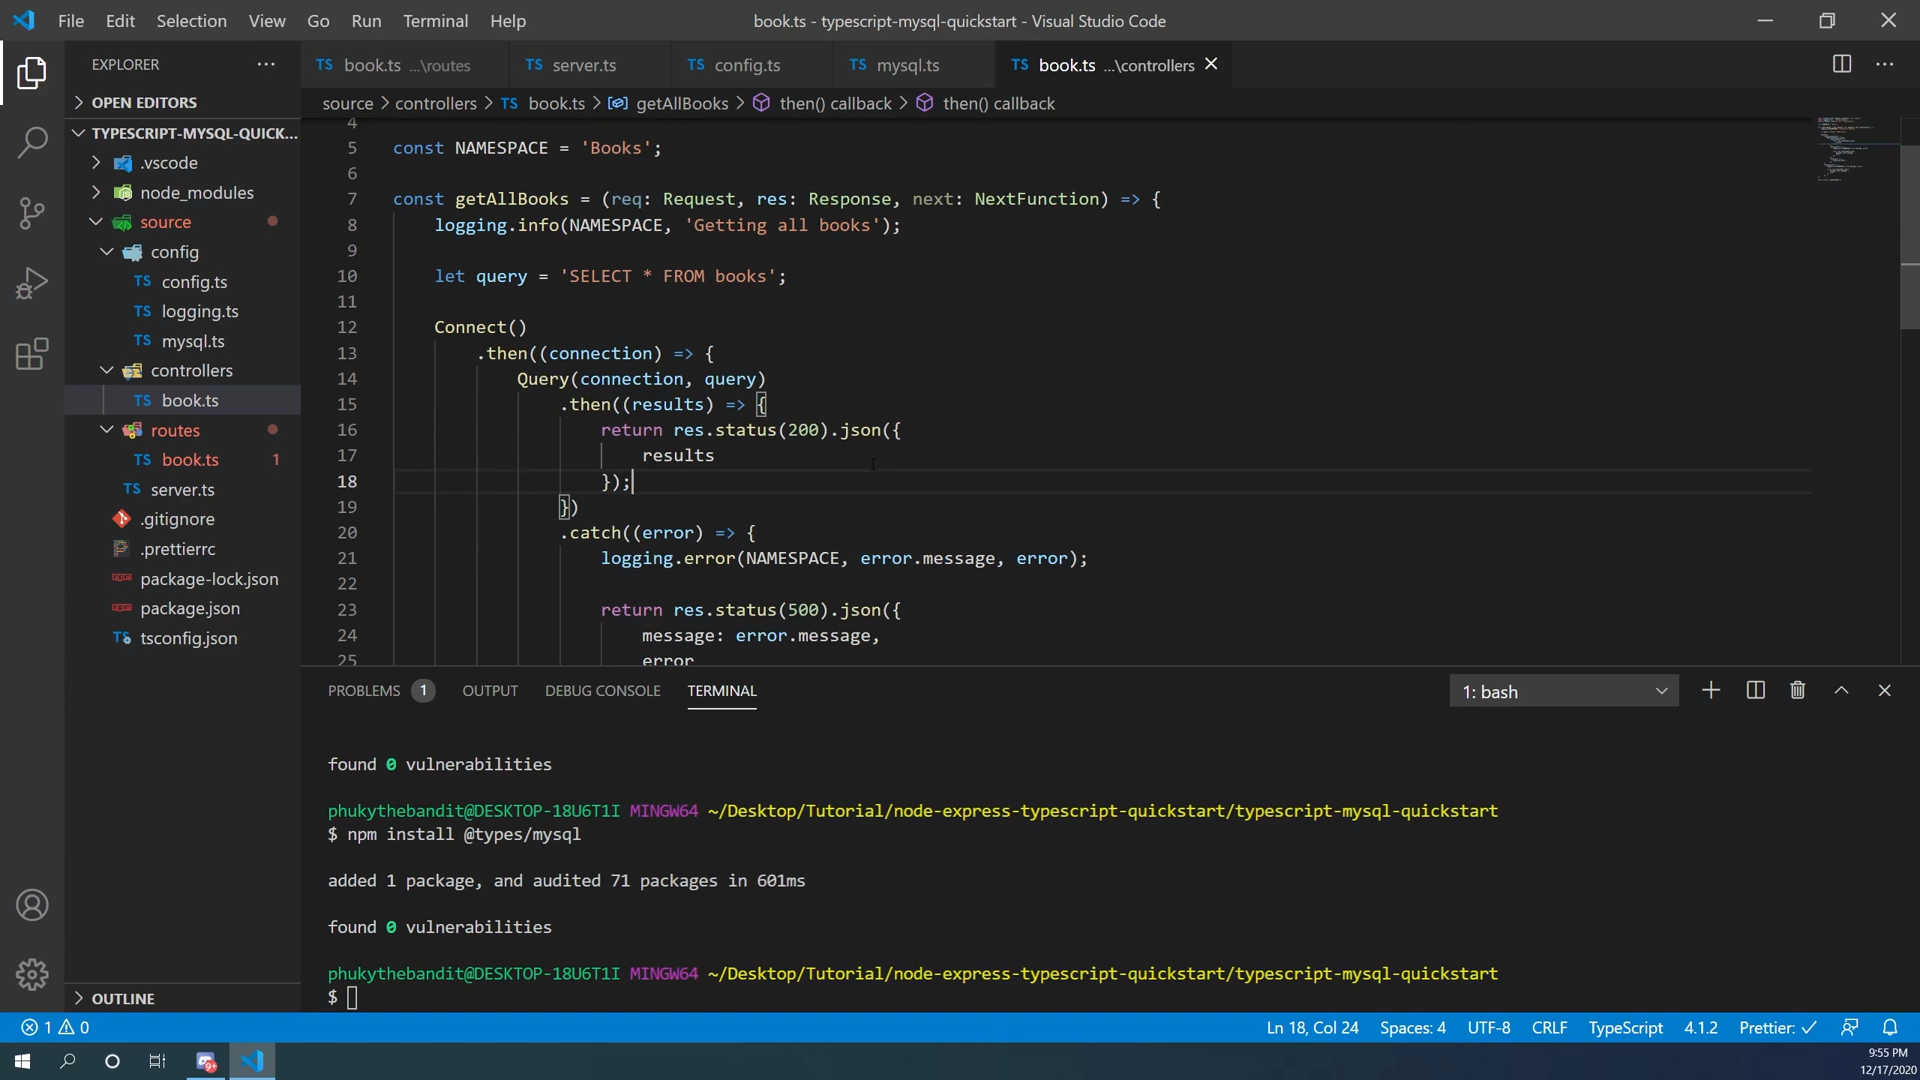 File Edit Selection View Go Run Terminal Help
book.ts - typescript-mysql-quickstart - Visual Studio Code
EXPLORER
TS book.ts ...\routes
TS server.ts
TS config.ts
TS mysql.ts
TS book.ts ...\controllers
source > controllers > TS book.ts > getAllBooks > then() callback > then() callback
OPEN EDITORS
TYPESCRIPT-MYSQL-QUICK...
.vscode
node_modules
source
config
TS config.ts
TS logging.ts
TS mysql.ts
controllers
TS book.ts
routes
TS book.ts 1
TS server.ts
.gitignore
.prettierrc
package-lock.json
package.json
tsconfig.json
OUTLINE
4
5 const NAMESPACE = 'Books';
6
7 const getAllBooks = (req: Request, res: Response, next: NextFunction) => {
8 logging.info(NAMESPACE, 'Getting all books');
9
10 let query = 'SELECT * FROM books';
11
12 Connect()
13 .then((connection) => {
14 Query(connection, query)
15 .then((results) => {
16 return res.status(200).json({
17 results
18 });
19 })
20 .catch((error) => {
21 logging.error(NAMESPACE, error.message, error);
22
23 return res.status(500).json({
24 message: error.message,
25 error
PROBLEMS 1 OUTPUT DEBUG CONSOLE TERMINAL
1: bash
found 0 vulnerabilities
phukythebandit@DESKTOP-18U6T1I MINGW64 ~/Desktop/Tutorial/node-express-typescript-quickstart/typescript-mysql-quickstart
$ npm install @types/mysql
added 1 package, and audited 71 packages in 601ms
found 0 vulnerabilities
phukythebandit@DESKTOP-18U6T1I MINGW64 ~/Desktop/Tutorial/node-express-typescript-quickstart/typescript-mysql-quickstart
$
1 0
Ln 18, Col 24 Spaces: 4 UTF-8 CRLF TypeScript 4.1.2 Prettier: ✓
9+
9:55 PM
12/17/2020